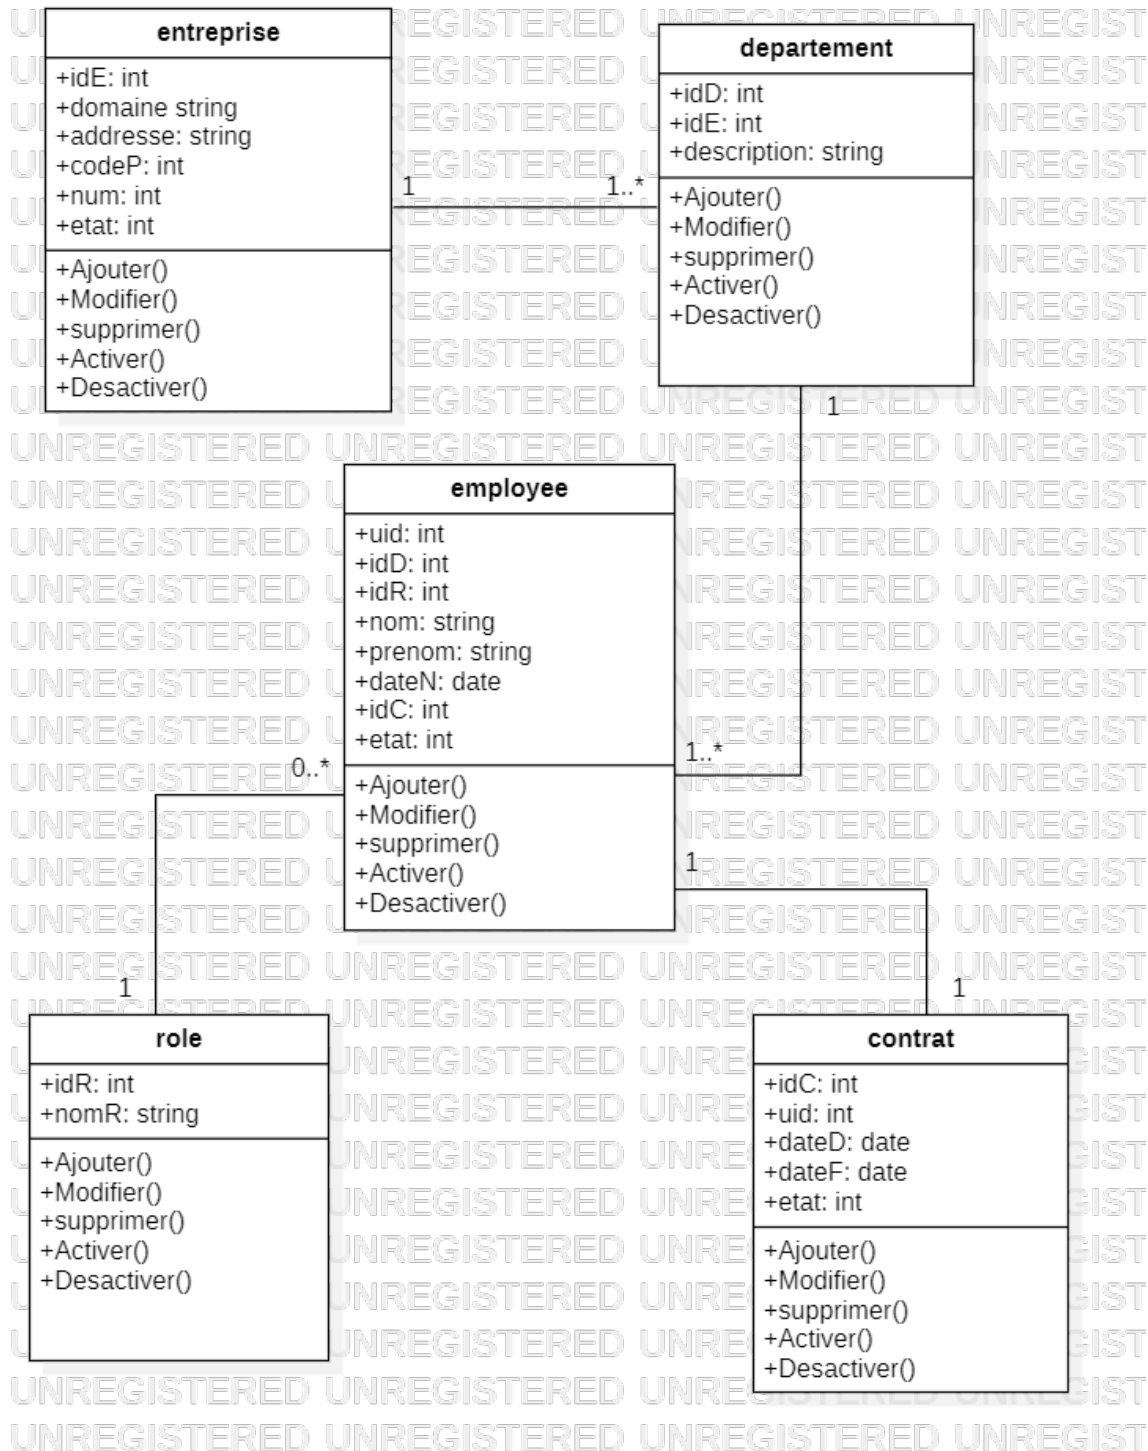 entreprise
+idE: int
+domaine string
+addresse: string
+codeP: int
+num: int
+etat: int
+Ajouter()
+Modifier()
+supprimer()
+Activer()
+Desactiver()
1
1..*
departement
+idD: int
+idE: int
+description: string
+Ajouter()
+Modifier()
+supprimer()
+Activer()
+Desactiver()
1
employee
+uid: int
+idD: int
+idR: int
+nom: string
+prenom: string
+dateN: date
+idC: int
+etat: int
+Ajouter()
+Modifier()
+supprimer()
+Activer()
+Desactiver()
1..*
0..*
1
1
1
role
+idR: int
+nomR: string
+Ajouter()
+Modifier()
+supprimer()
+Activer()
+Desactiver()
contrat
+idC: int
+uid: int
+dateD: date
+dateF: date
+etat: int
+Ajouter()
+Modifier()
+supprimer()
+Activer()
+Desactiver()
UNREGISTERED UNREGISTERED UNREGISTERED UNREGIST